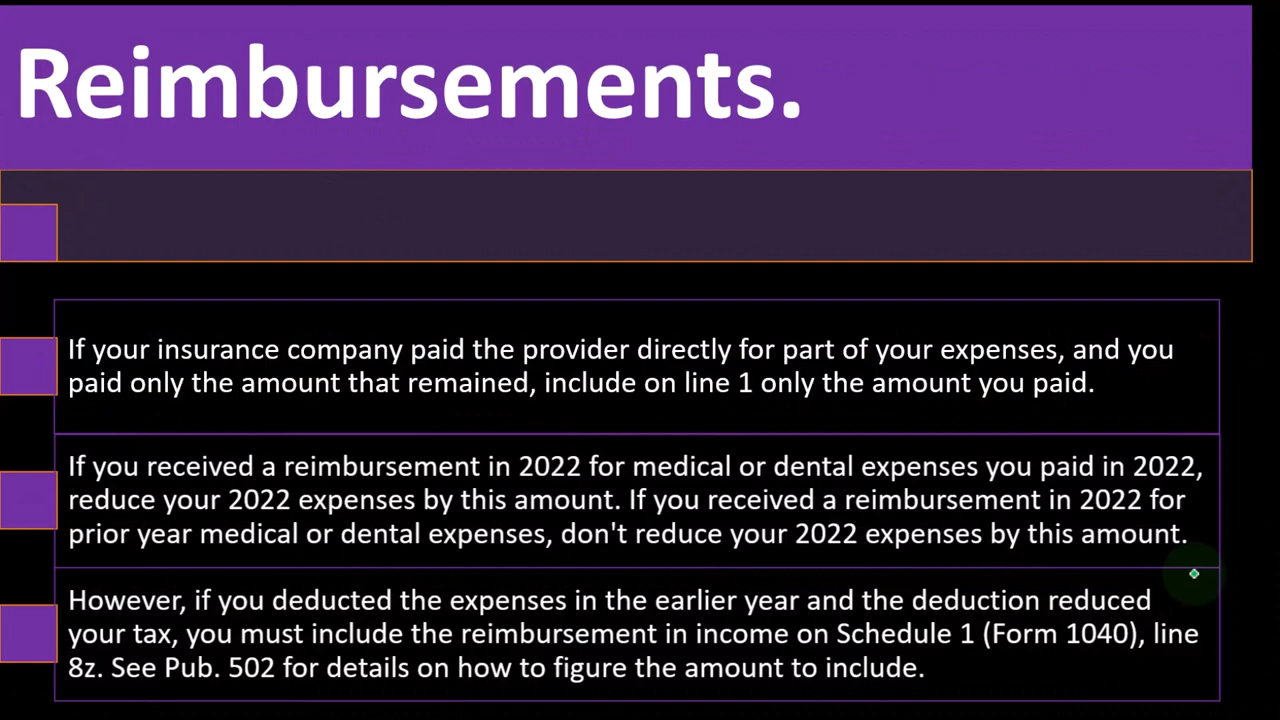 Reimbursements.
If your insurance company paid the provider directly for part of your expenses, and you
paid only the amount that remained, include on line 1 only the amount you paid.
If you received a reimbursement in 2022 for medical or dental expenses you paid in 2022,
reduce your 2022 expenses by this amount. If you received a reimbursement in 2022 for
prior year medical or dental expenses, don't reduce your 2022 expenses by this amount.
However, if you deducted the expenses in the earlier year and the deduction reduced
your tax, you must include the reimbursement in income on Schedule 1 (Form 1040), line
8z. See Pub. 502 for details on how to figure the amount to include.